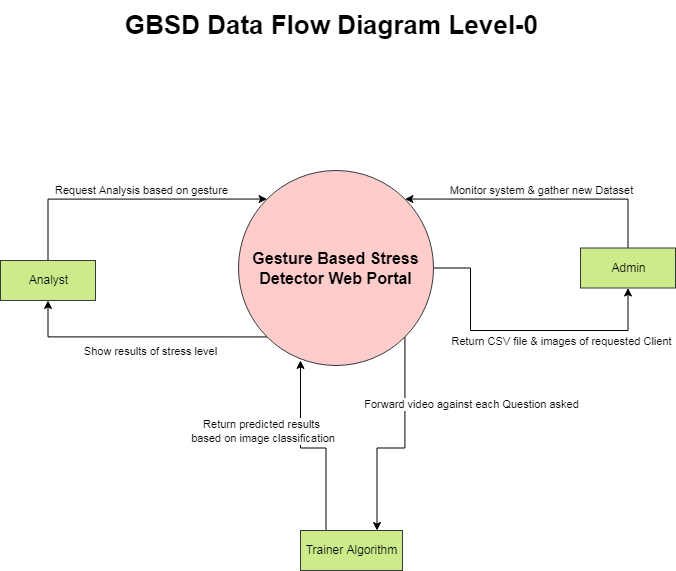 GBSD Data Flow Diagram Level-0
Request Analysis based on gesture
Monitor system & gather new Dataset
Gesture Based Stress
Detector Web Portal
Analyst
Admin
Show results of stress level
Return CSV file & images of requested Client
Forward video against each Question asked
Return predicted results
based on image classification
Trainer Algorithm